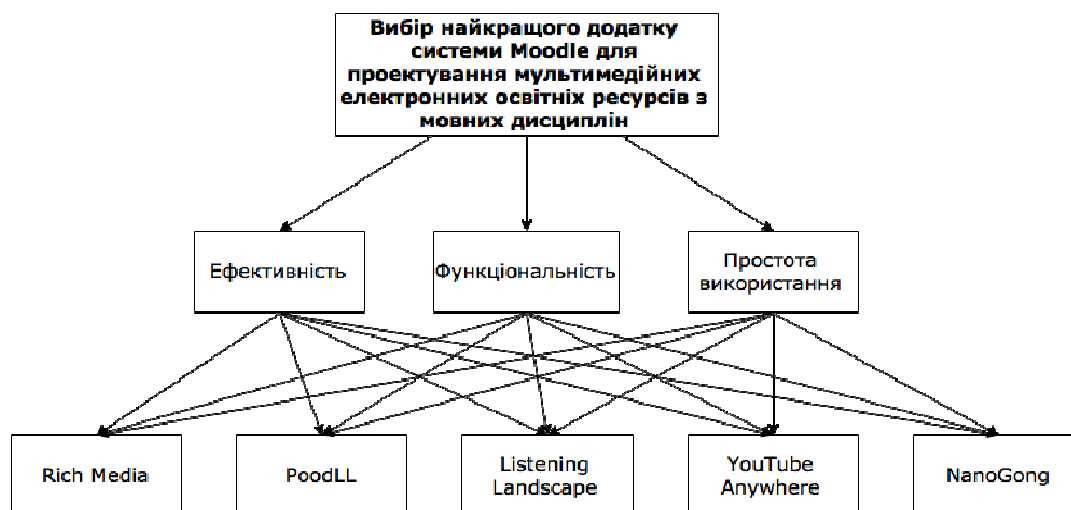 Вибір найкращого додатку
системи Moodle для
проектування мультимедійних
електронних освітніх ресурсів з
мовних дисциплін
Ефективність
Функціональність
Простота
використання
Rich Media
PoodLL
Listening
Landscape
YouTube
Anywhere
NanoGong